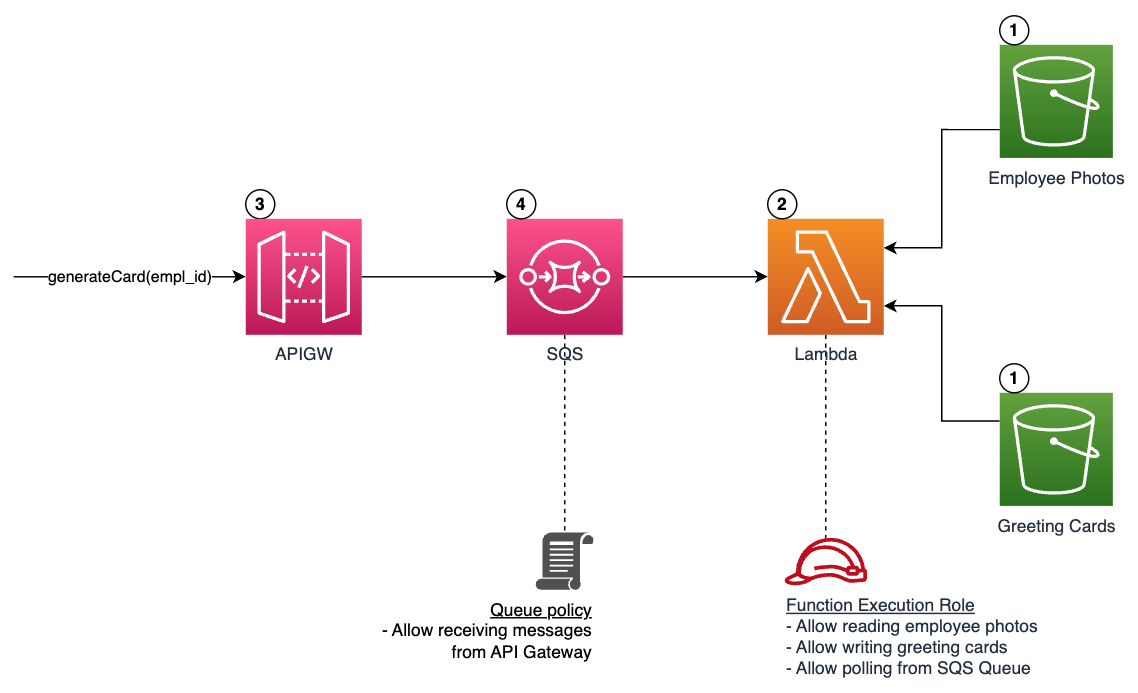 1
Employee Photos
3
4
2
generateCard(empl_id)
</>
APIGW
SQS
Lambda
1
Greeting Cards
Queue policy
- Allow receiving messages
from API Gateway
Function Execution Role
- Allow reading employee photos
- Allow writing greeting cards
- Allow polling from SQS Queue